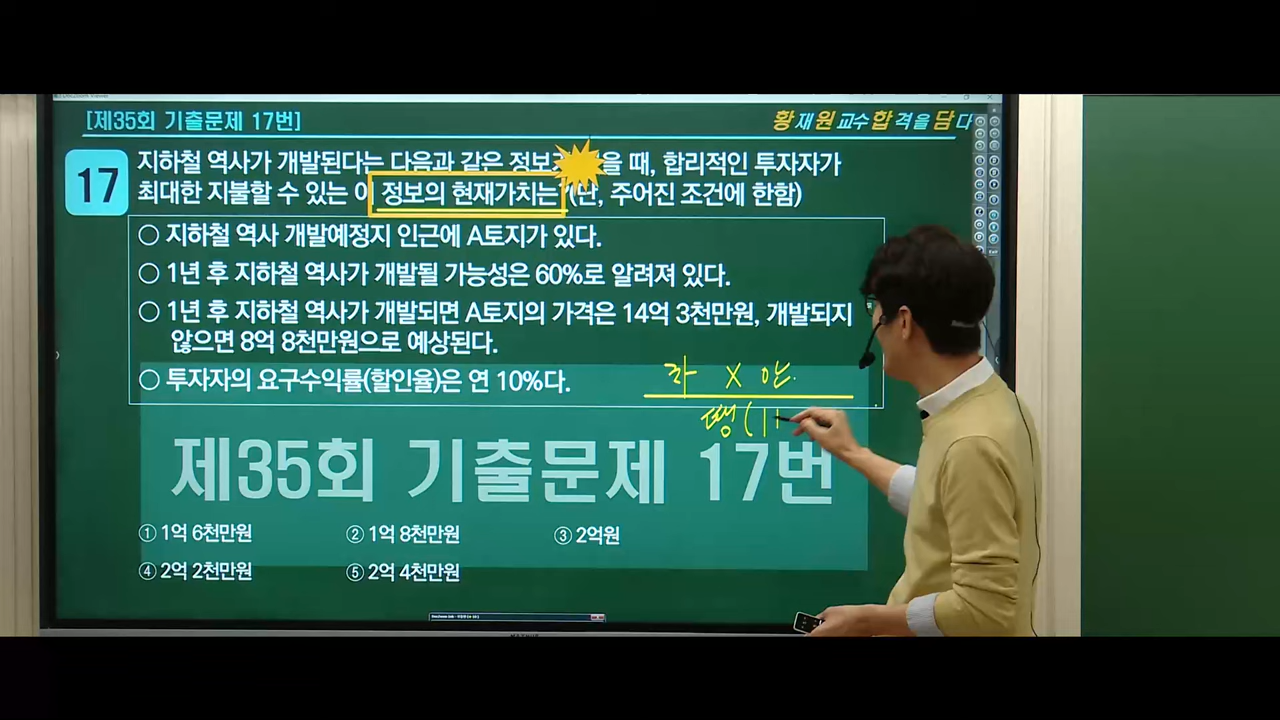 [제35회 기출문제 17번]
황재원 교수 합격을 담다
17
지하철 역사가 개발된다는 다음과 같은 정보 을 때, 합리적인 투자자가
최대한 지불할 수 있는 이 정보의 현재가치는? (단, 주어진 조건에 한함)
○ 지하철 역사 개발예정지 인근에 A토지가 있다.
○ 1년 후 지하철 역사가 개발될 가능성은 60%로 알려져 있다.
○ 1년 후 지하철 역사가 개발되면 A토지의 가격은 14억 3천만원, 개발되지
않으면 8억 8천만원으로 예상된다.
○ 투자자의 요구수익률(할인율)은 연 10%다.
차 X 안
땡(1.1
제35회 기출문제 17번
① 1억 6천만원 ② 1억 8천만원 ③ 2억원
④ 2억 2천만원 ⑤ 2억 4천만원